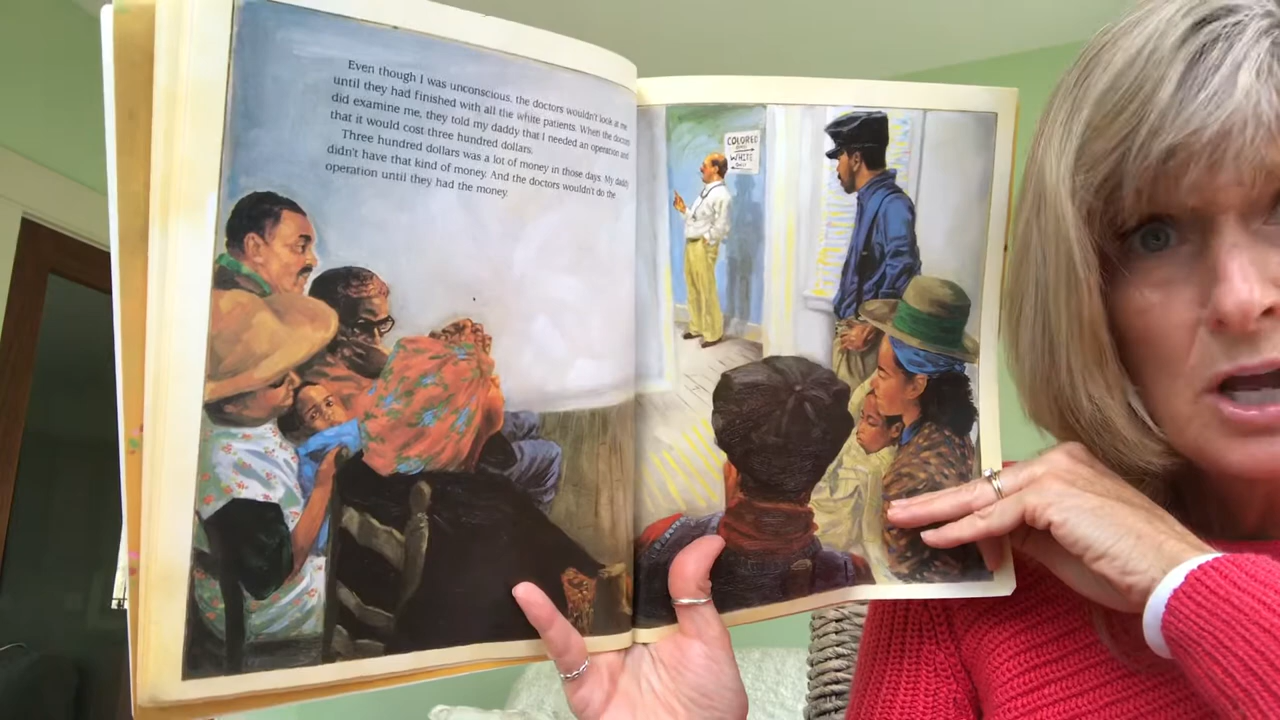 Even though I was unconscious, the doctors wouldn't look at me
until they had finished with all the white patients. When the doctors
did examine me, they told my daddy that I needed an operation and
that it would cost three hundred dollars.
Three hundred dollars was a lot of money in those days. My daddy
didn't have that kind of money. And the doctors wouldn't do the
operation until they had the money.
COLORED
WHITE